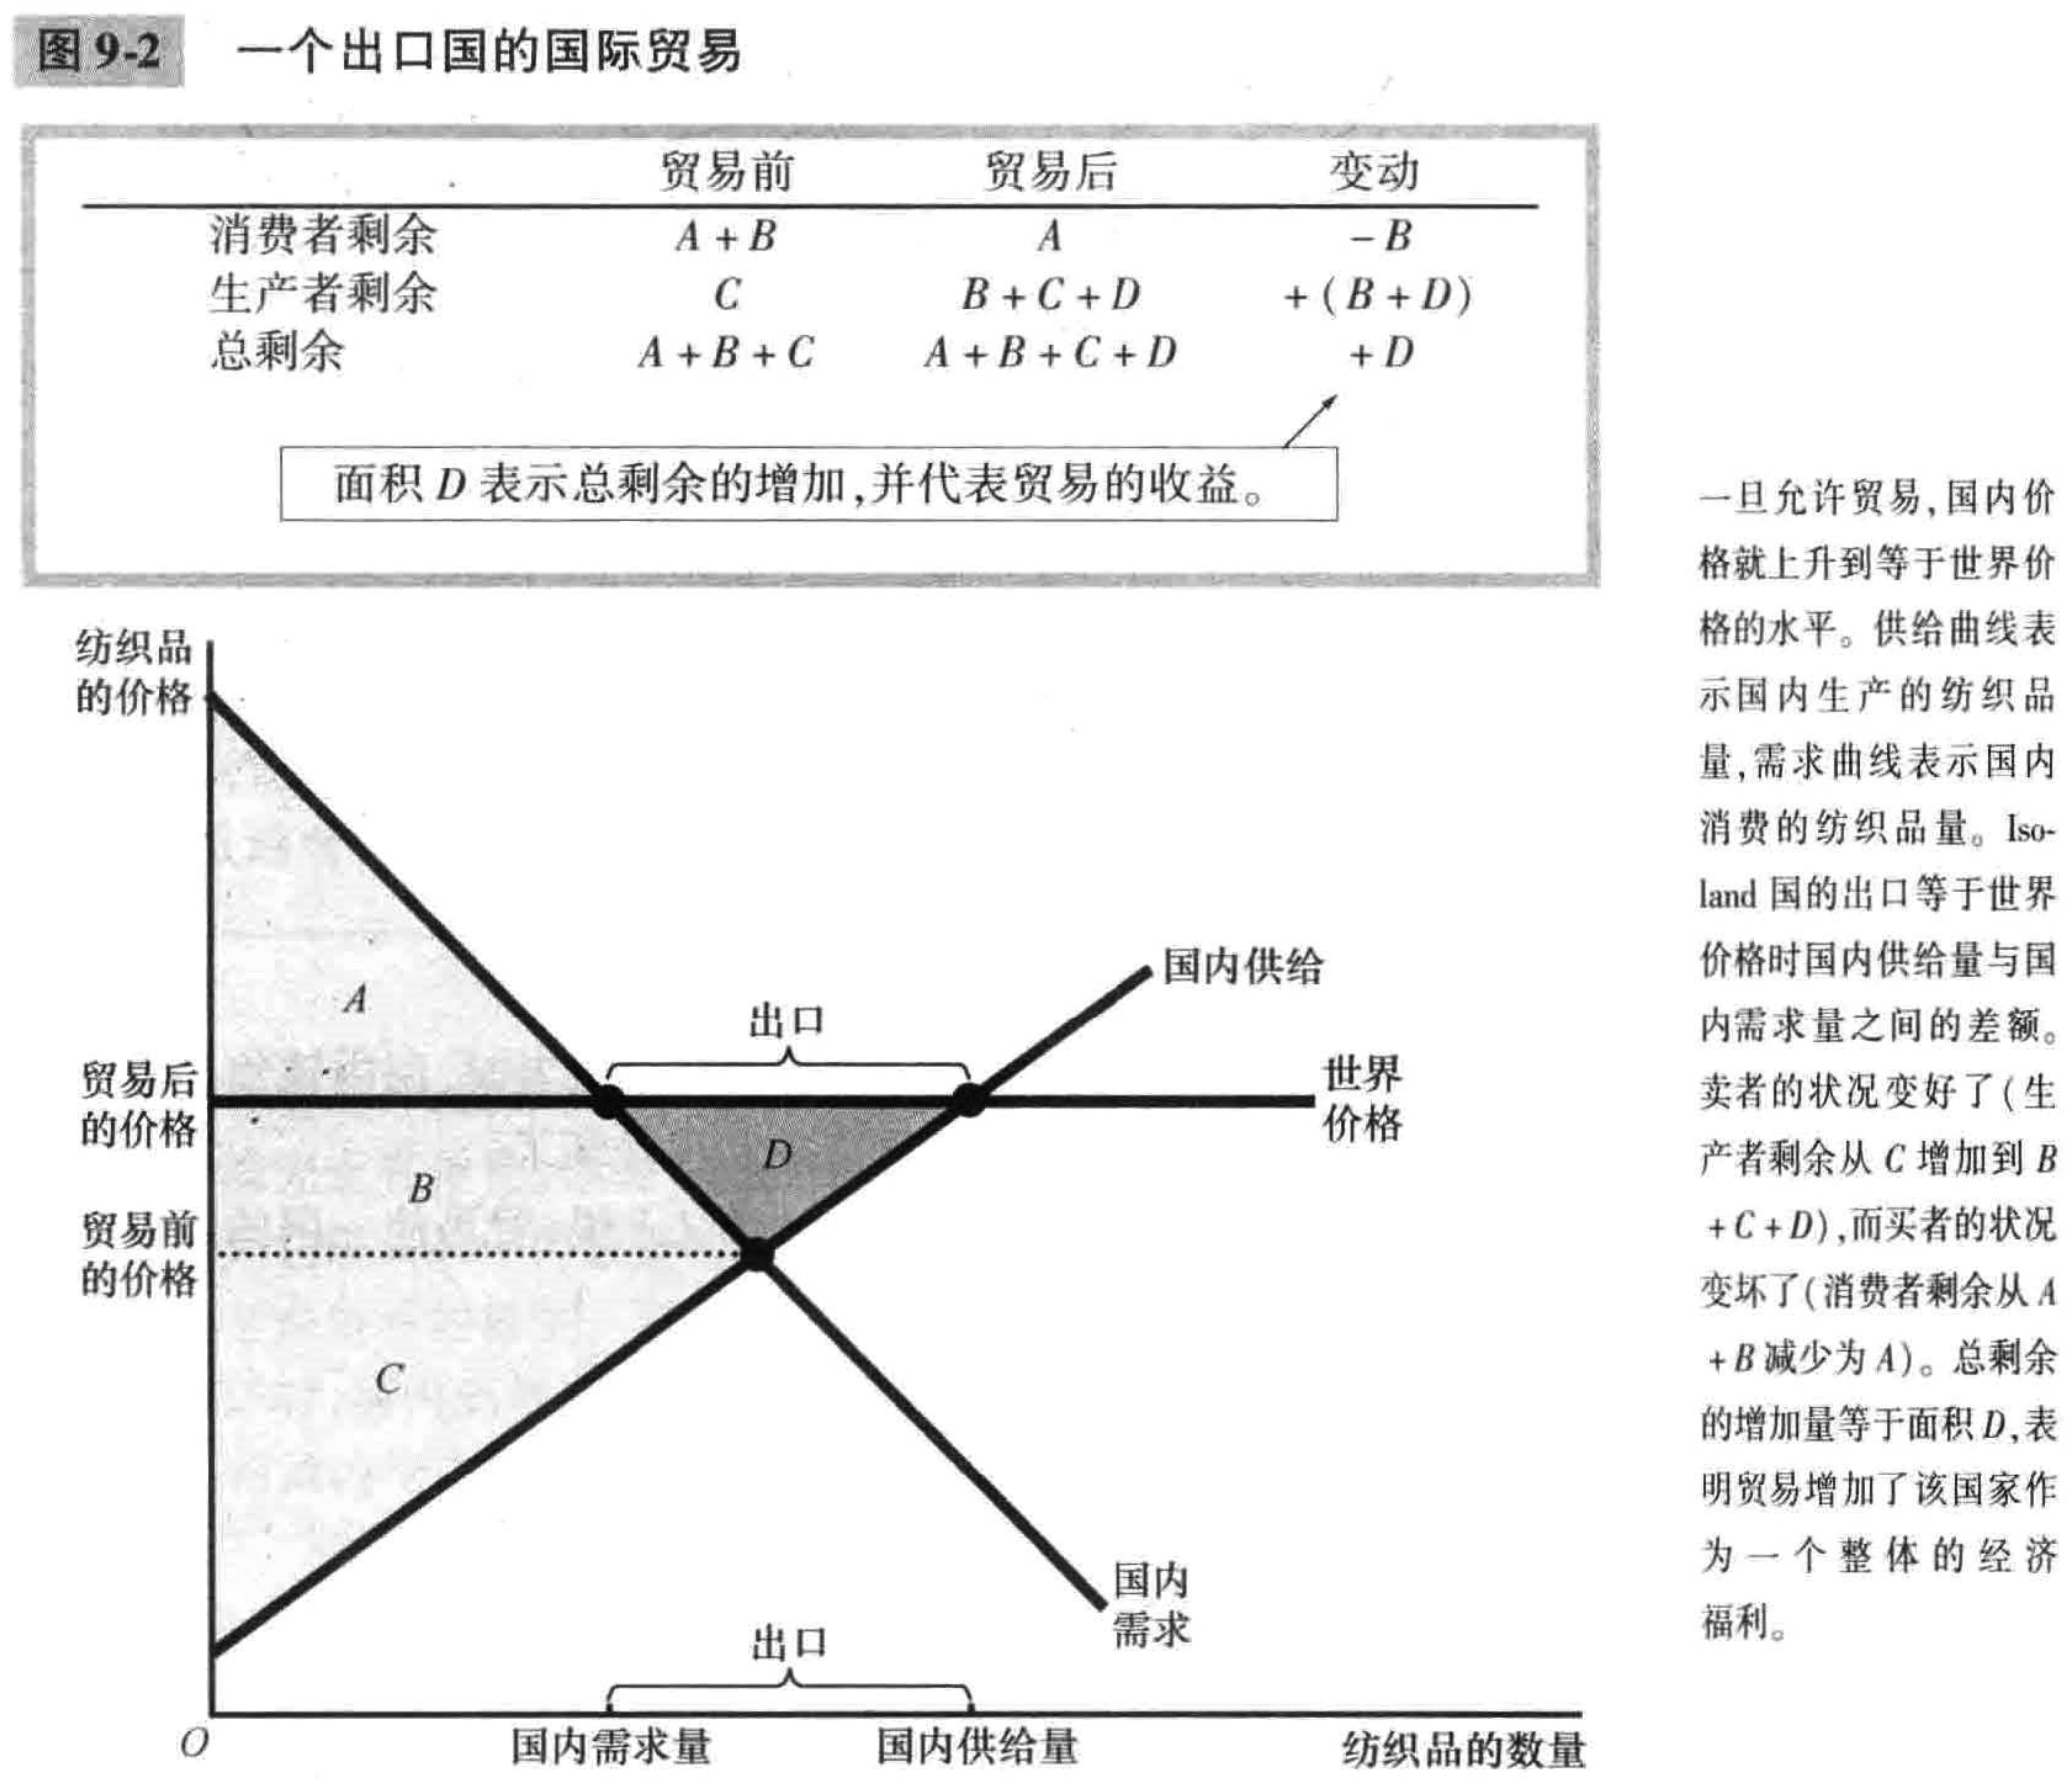 图 9-2 一个出口国的国际贸易
贸易前 贸易后 变动
消费者剩余 A + B A - B
生产者剩余 C B + C + D + ( B + D )
总剩余 A + B + C A + B + C + D + D
面积 D 表示总剩余的增加,并代表贸易的收益。
纺织品
的价格
国内供给
A
出口
贸易后
的价格
世界
价格
D
B
贸易前
的价格
C
国内
需求
出口
O
国内需求量
国内供给量
纺织品的数量
一旦允许贸易,国内价
格就上升到等于世界价
格的水平。供给曲线表
示国内生产的纺织品
量,需求曲线表示国内
消费的纺织品量。Iso-
land 国的出口等于世界
价格时国内供给量与国
内需求量之间的差额。
卖者的状况变好了(生
产者剩余从 C 增加到 B
+ C + D),而买者的状况
变坏了(消费者剩余从 A
+ B 减少为 A)。总剩余
的增加量等于面积 D,表
明贸易增加了该国家作
为一个整体的经济
福利。